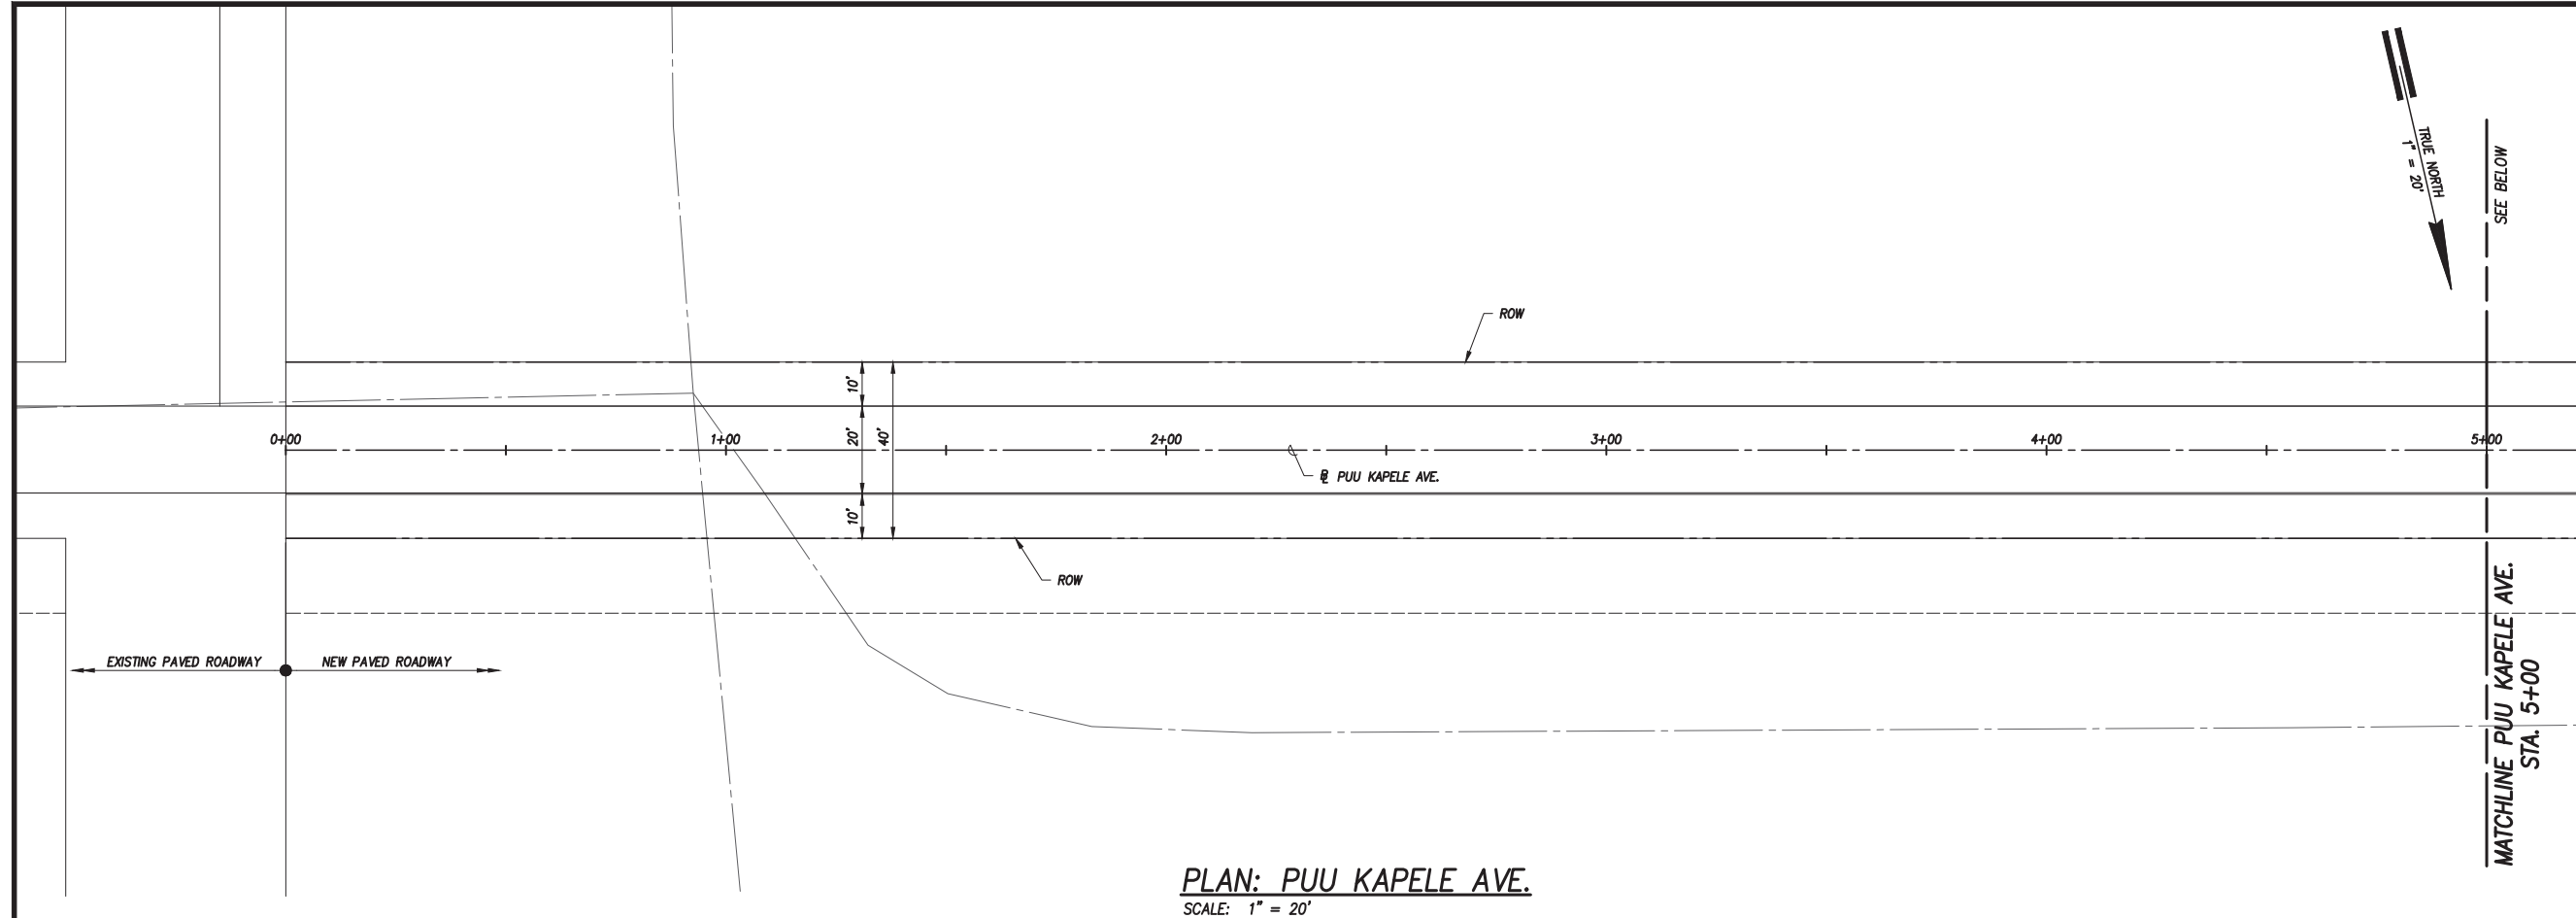 TRUE NORTH
1" = 20'
SEE BELOW
ROW
10'
20'
40'
10'
0+00
1+00
2+00
3+00
4+00
5+00
PUU KAPELE AVE.
ROW
EXISTING PAVED ROADWAY
NEW PAVED ROADWAY
MATCHLINE PUU KAPELE AVE.
STA. 5+00
PLAN: PUU KAPELE AVE.
SCALE: 1" = 20'